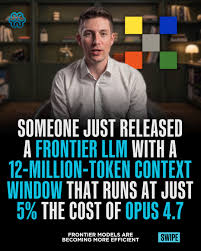 SOMEONE JUST RELEASED
A FRONTIER LLM WITH A
12-MILLION-TOKEN CONTEXT
WINDOW THAT RUNS AT JUST
5% THE COST OF OPUS 4.7
FRONTIER MODELS ARE
BECOMING MORE EFFICIENT
SWIPE